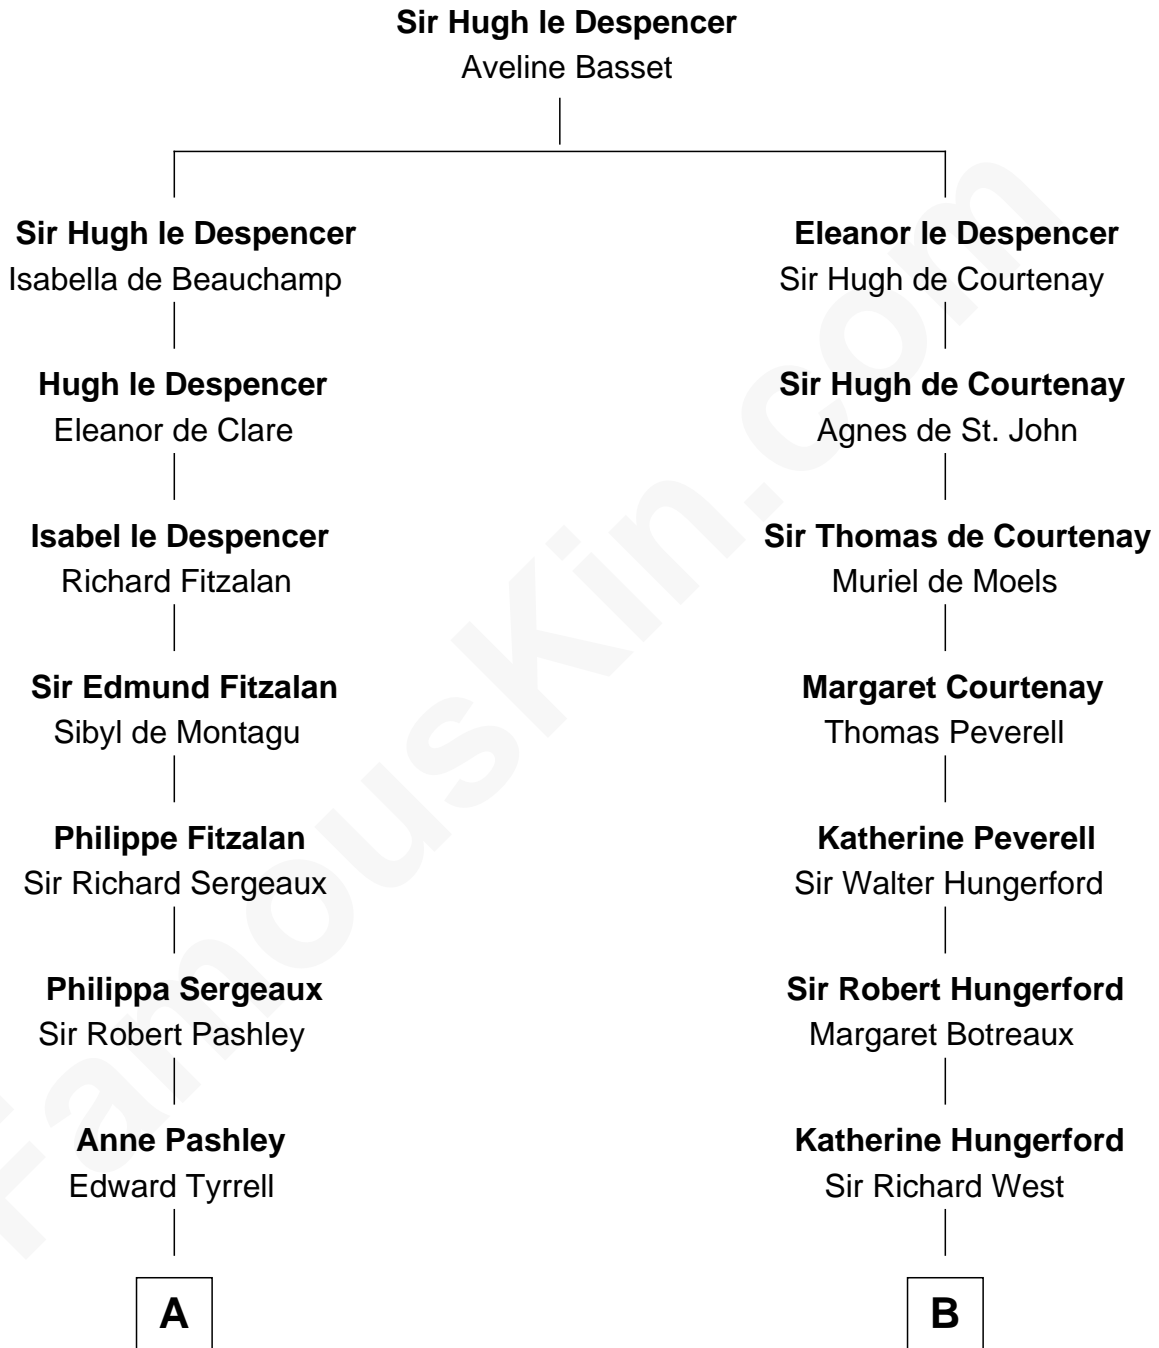 Sir Hugh le Despencer
Aveline Basset
Sir Hugh le Despencer
Isabella de Beauchamp
Hugh le Despencer
Eleanor de Clare
Isabel le Despencer
Richard Fitzalan
Sir Edmund Fitzalan
Sibyl de Montagu
Philippe Fitzalan
Sir Richard Sergeaux
Philippa Sergeaux
Sir Robert Pashley
Anne Pashley
Edward Tyrrell
A
Eleanor le Despencer
Sir Hugh de Courtenay
Sir Hugh de Courtenay
Agnes de St. John
Sir Thomas de Courtenay
Muriel de Moels
Margaret Courtenay
Thomas Peverell
Katherine Peverell
Sir Walter Hungerford
Sir Robert Hungerford
Margaret Botreaux
Katherine Hungerford
Sir Richard West
B
FamousKin.com